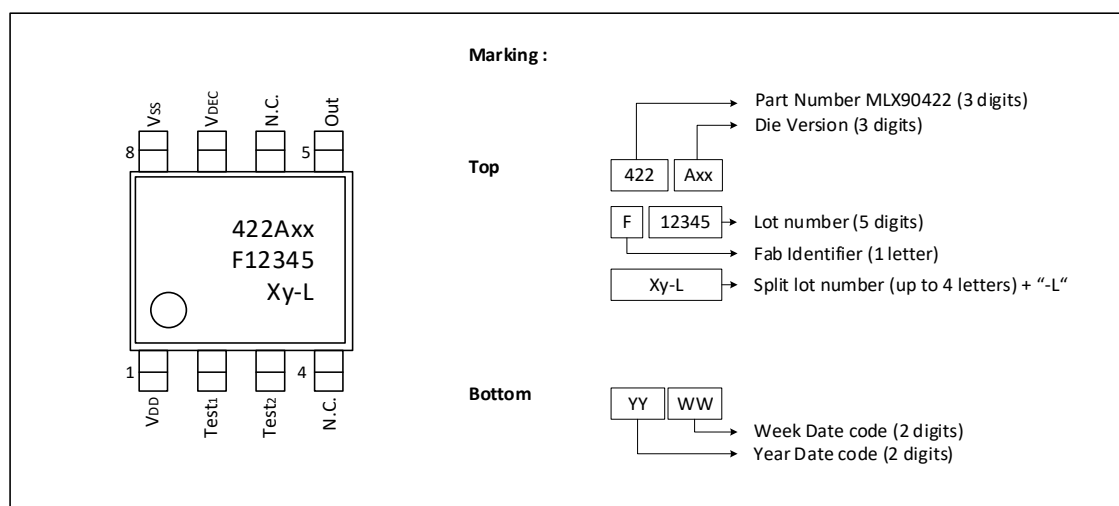 Marking :
Vss
VDEC
N.C.
Out
8
5
422Axx
F12345
Xy-L
1
4
VDD
Test1
Test2
N.C.
Part Number MLX90422 (3 digits)
Die Version (3 digits)
Top
422
Axx
F
12345
Lot number (5 digits)
Fab Identifier (1 letter)
Xy-L
Split lot number (up to 4 letters) + “-L“
Bottom
YY
WW
Week Date code (2 digits)
Year Date code (2 digits)